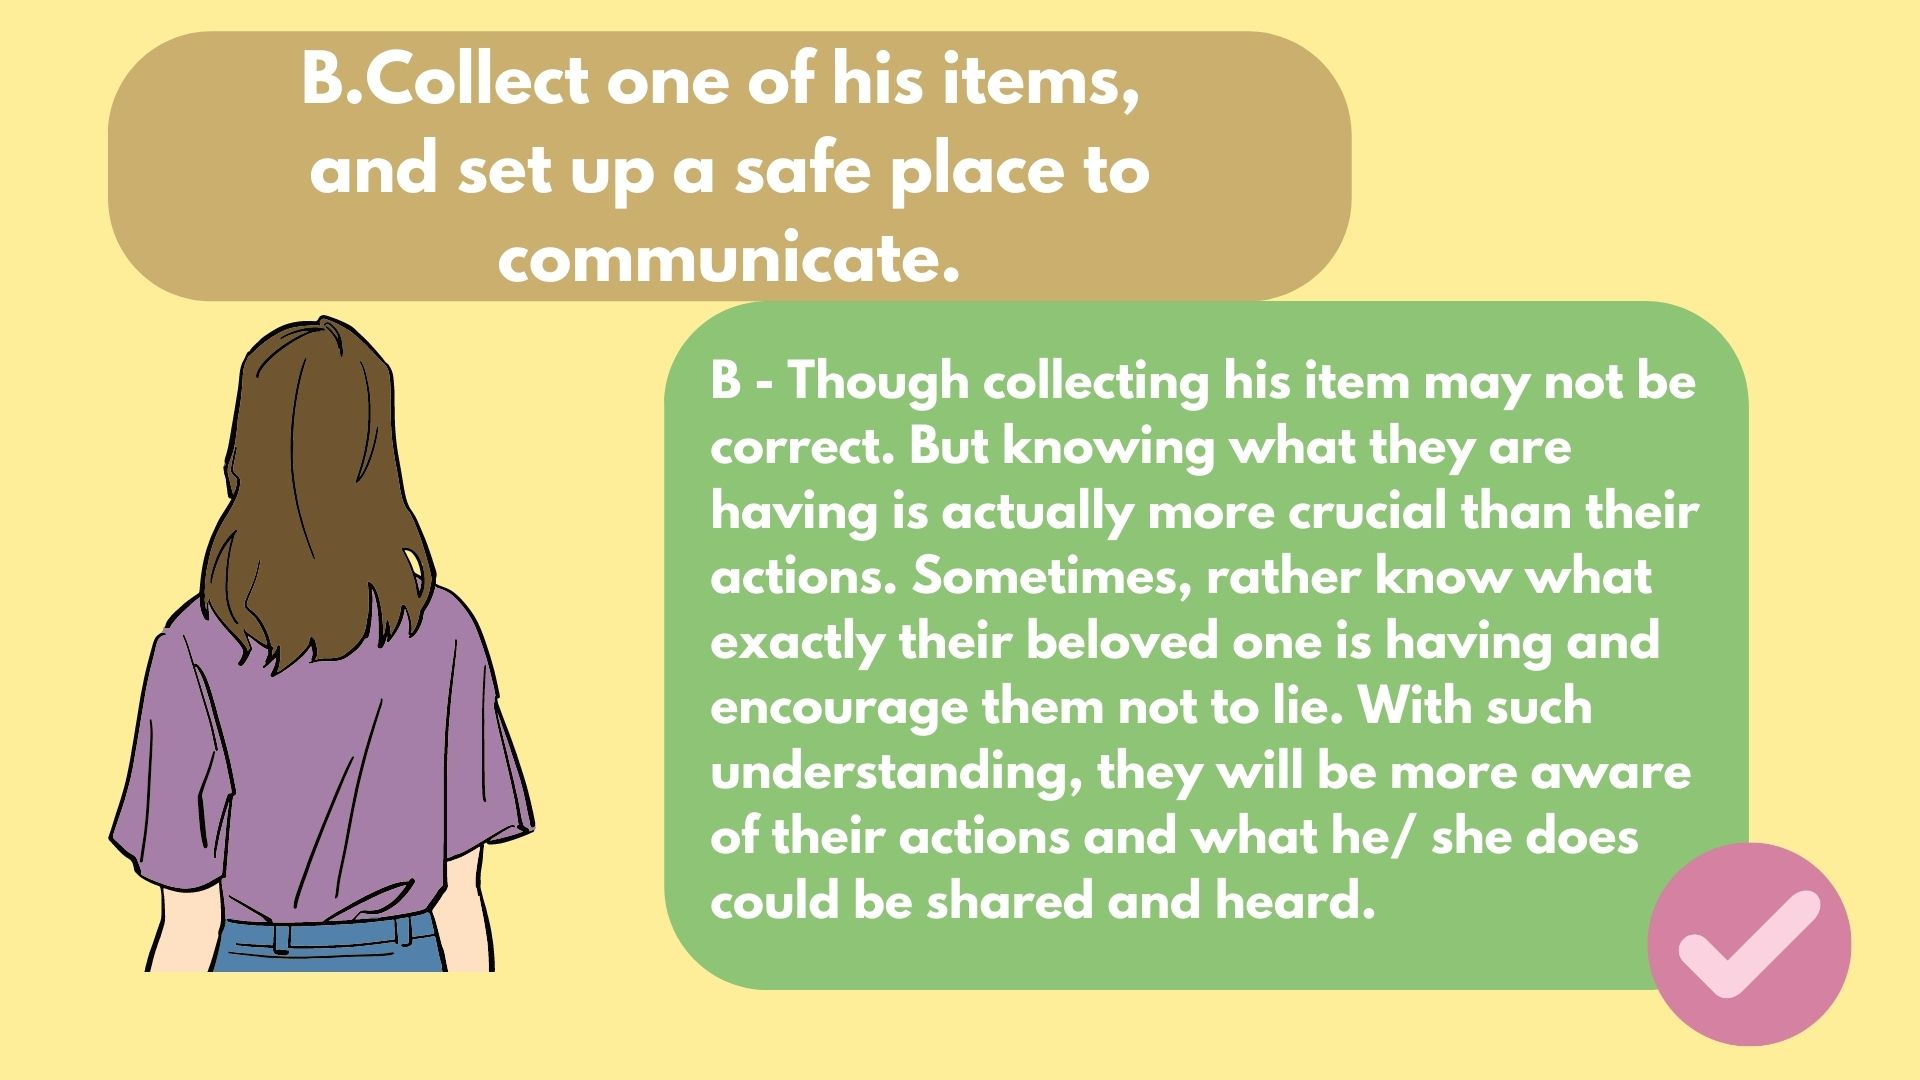 B.Collect one of his items,
and set up a safe place to
communicate.
B - Though collecting his item may not be
correct. But knowing what they are
having is actually more crucial than their
actions. Sometimes, rather know what
exactly their beloved one is having and
encourage them not to lie. With such
understanding, they will be more aware
of their actions and what he/ she does
could be shared and heard.